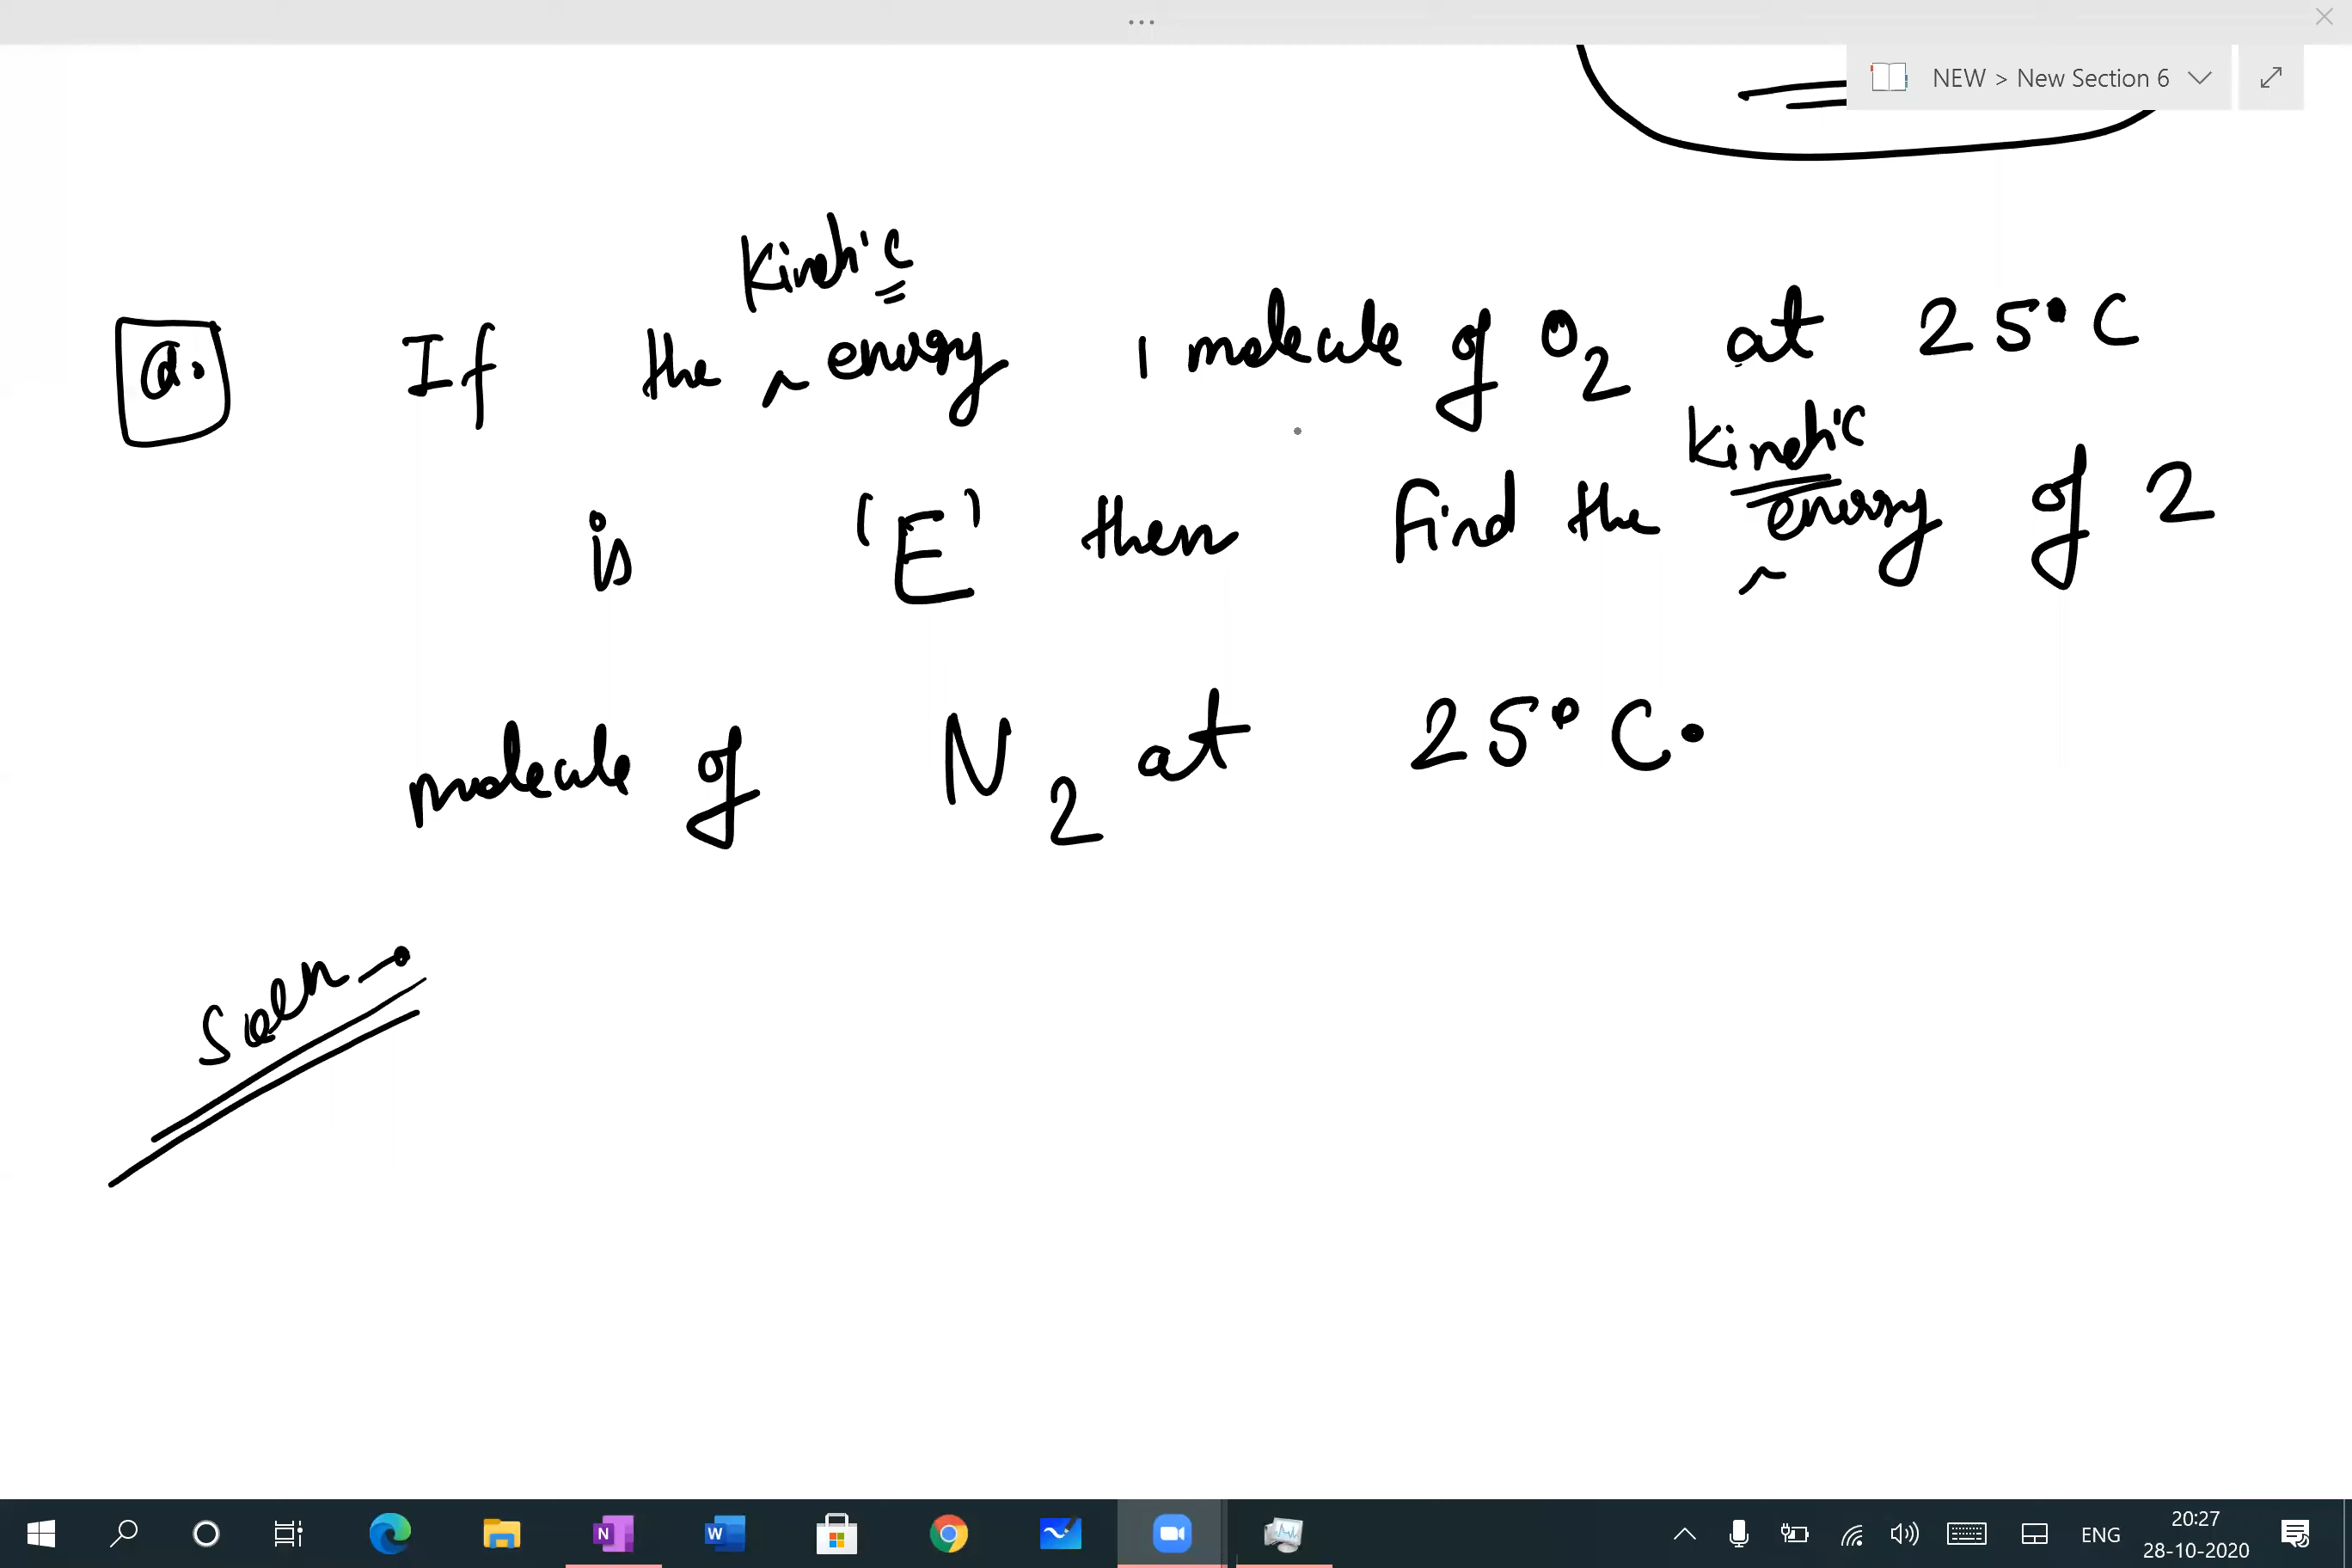 NEW > New Section 6
Kinetic
Q. If the energy 1 molecule of O2 at 25°C
Kinetic
is 'E' then find the energy of 2
molecule of N2 at 25°C.
Soln
ENG
20:27
28-10-2020